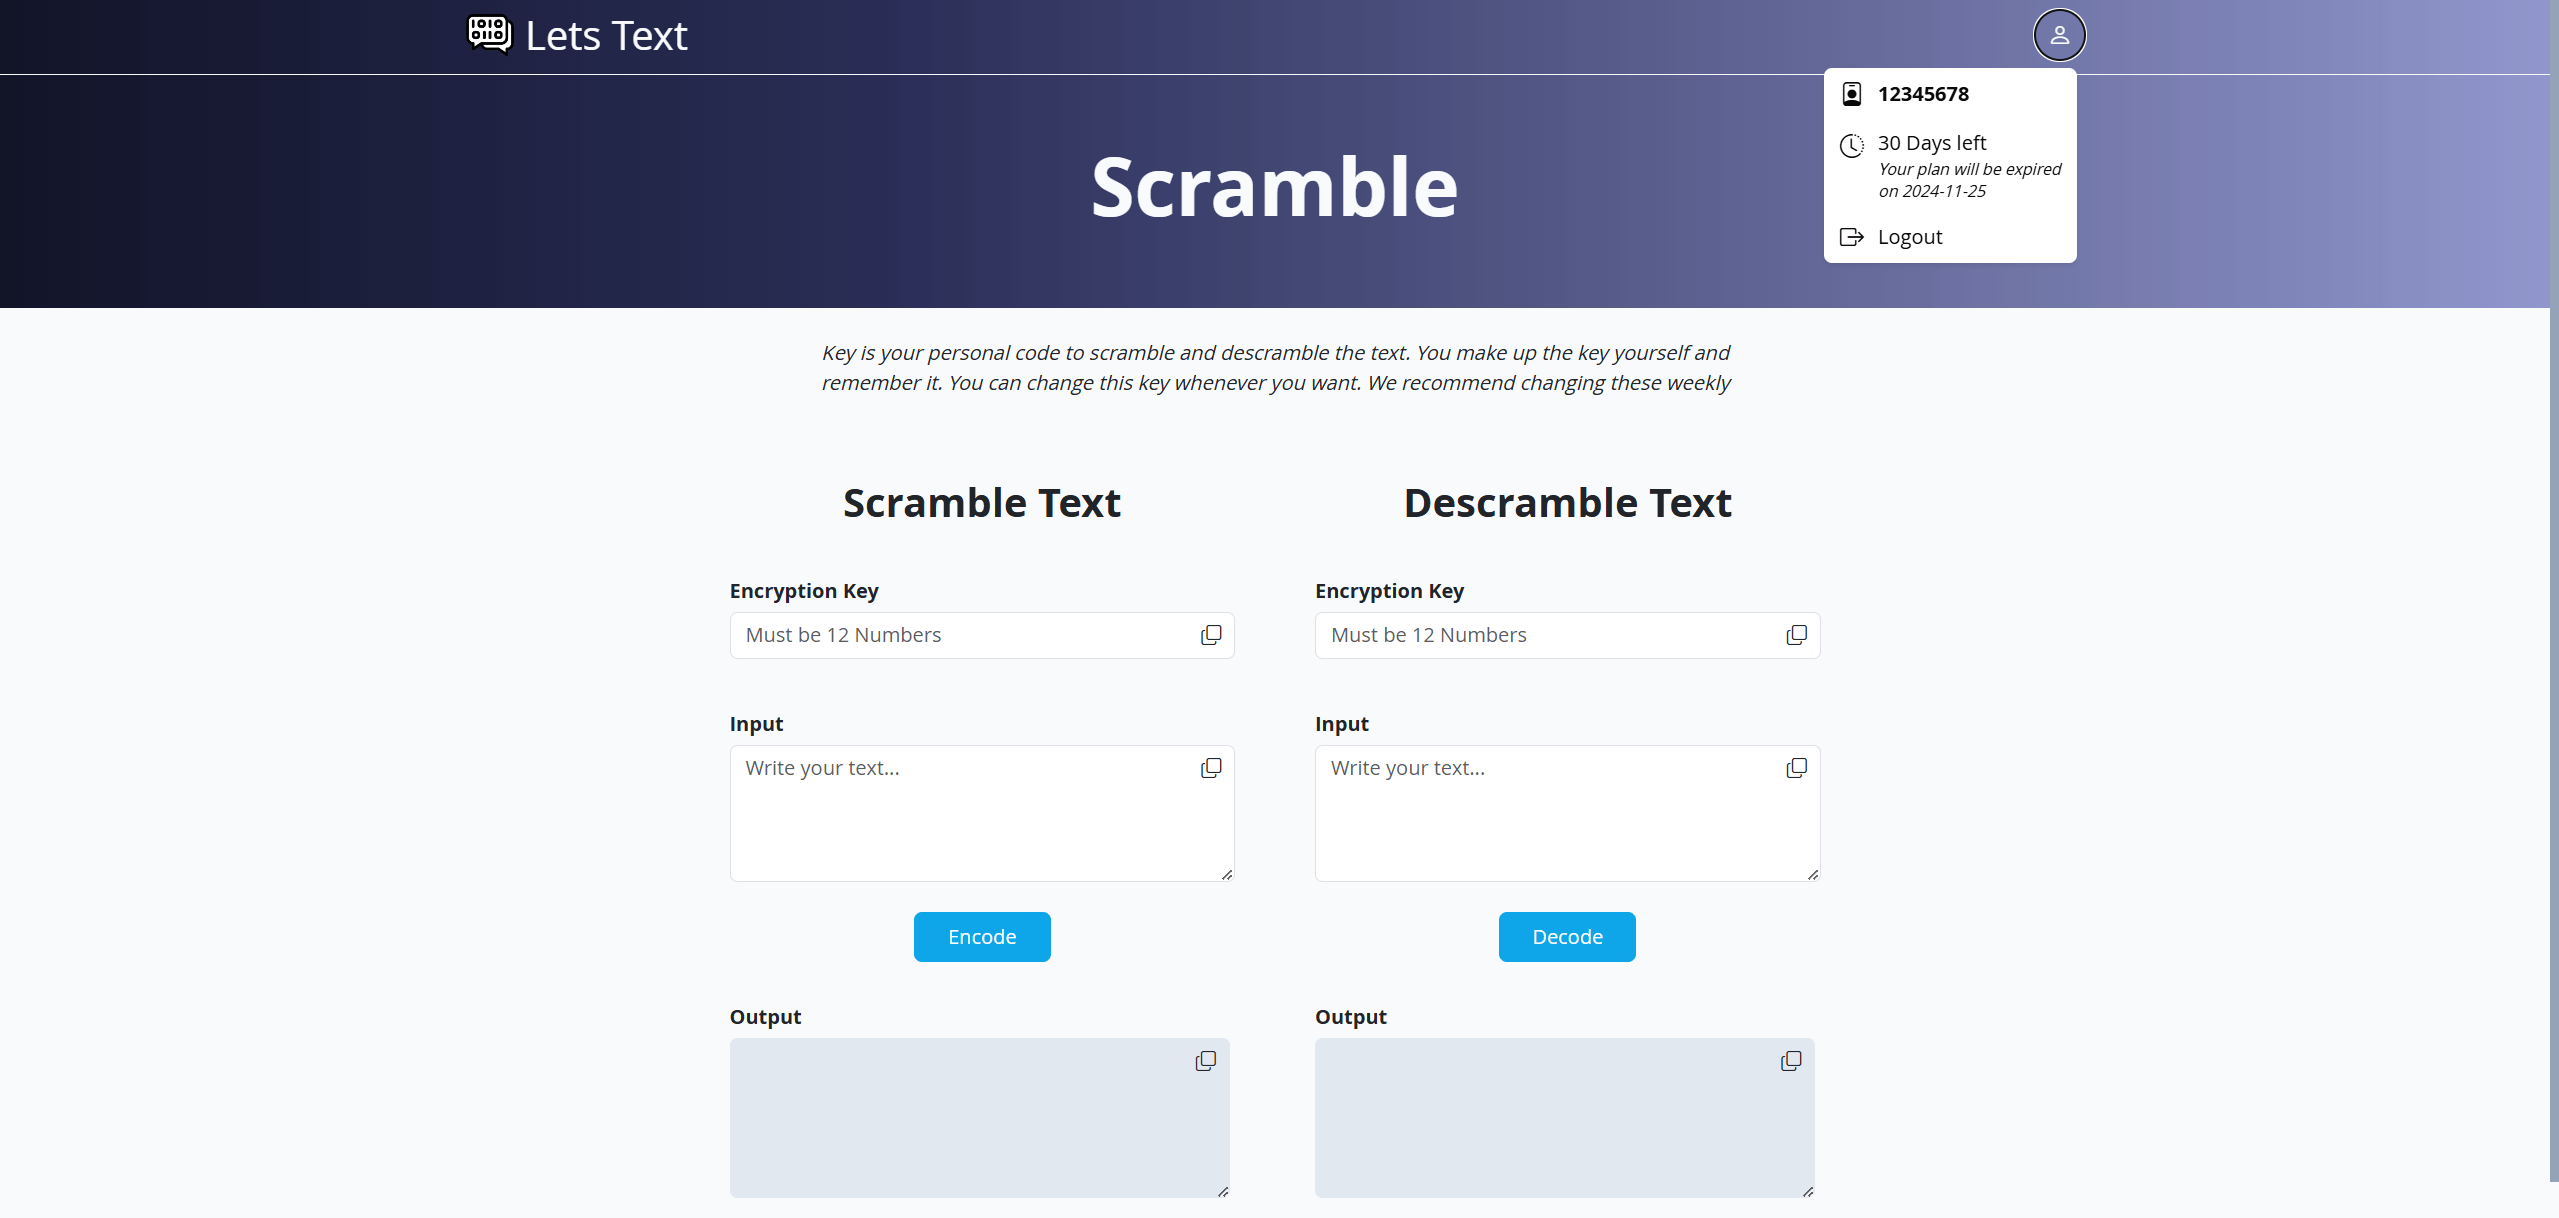 Lets Text
12345678
30 Days left
Your plan will be expired
on 2024-11-25
Logout
Scramble
Key is your personal code to scramble and descramble the text. You make up the key yourself and
remember it. You can change this key whenever you want. We recommend changing these weekly
Scramble Text
Encryption Key
Must be 12 Numbers
Input
Write your text...
Encode
Output
Descramble Text
Encryption Key
Must be 12 Numbers
Input
Write your text...
Decode
Output